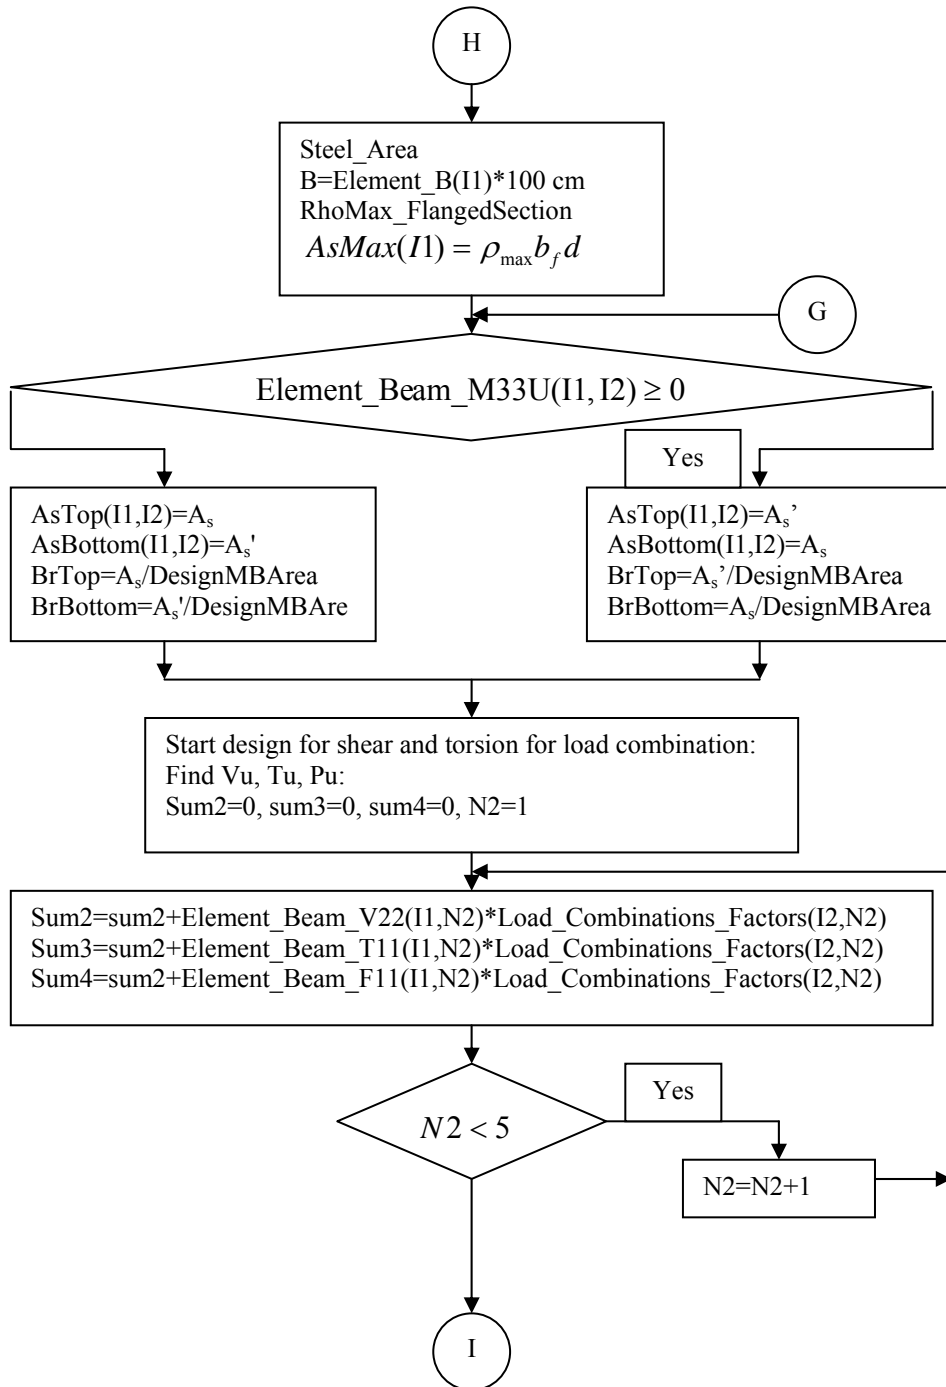 H
Steel_Area
B=Element_B(I1)*100 cm
RhoMax_FlangedSection
AsMax(I1) = ρmax bf d
G
Element_Beam_M33U(I1, I2) ≥ 0
Yes
AsTop(I1,I2)=As
AsBottom(I1,I2)=As'
BrTop=As/DesignMBArea
BrBottom=As'/DesignMBAre
AsTop(I1,I2)=As’
AsBottom(I1,I2)=As
BrTop=As’/DesignMBArea
BrBottom=As/DesignMBArea
Start design for shear and torsion for load combination:
Find Vu, Tu, Pu:
Sum2=0, sum3=0, sum4=0, N2=1
Sum2=sum2+Element_Beam_V22(I1,N2)*Load_Combinations_Factors(I2,N2)
Sum3=sum2+Element_Beam_T11(I1,N2)*Load_Combinations_Factors(I2,N2)
Sum4=sum2+Element_Beam_F11(I1,N2)*Load_Combinations_Factors(I2,N2)
Yes
N2 < 5
N2=N2+1
I